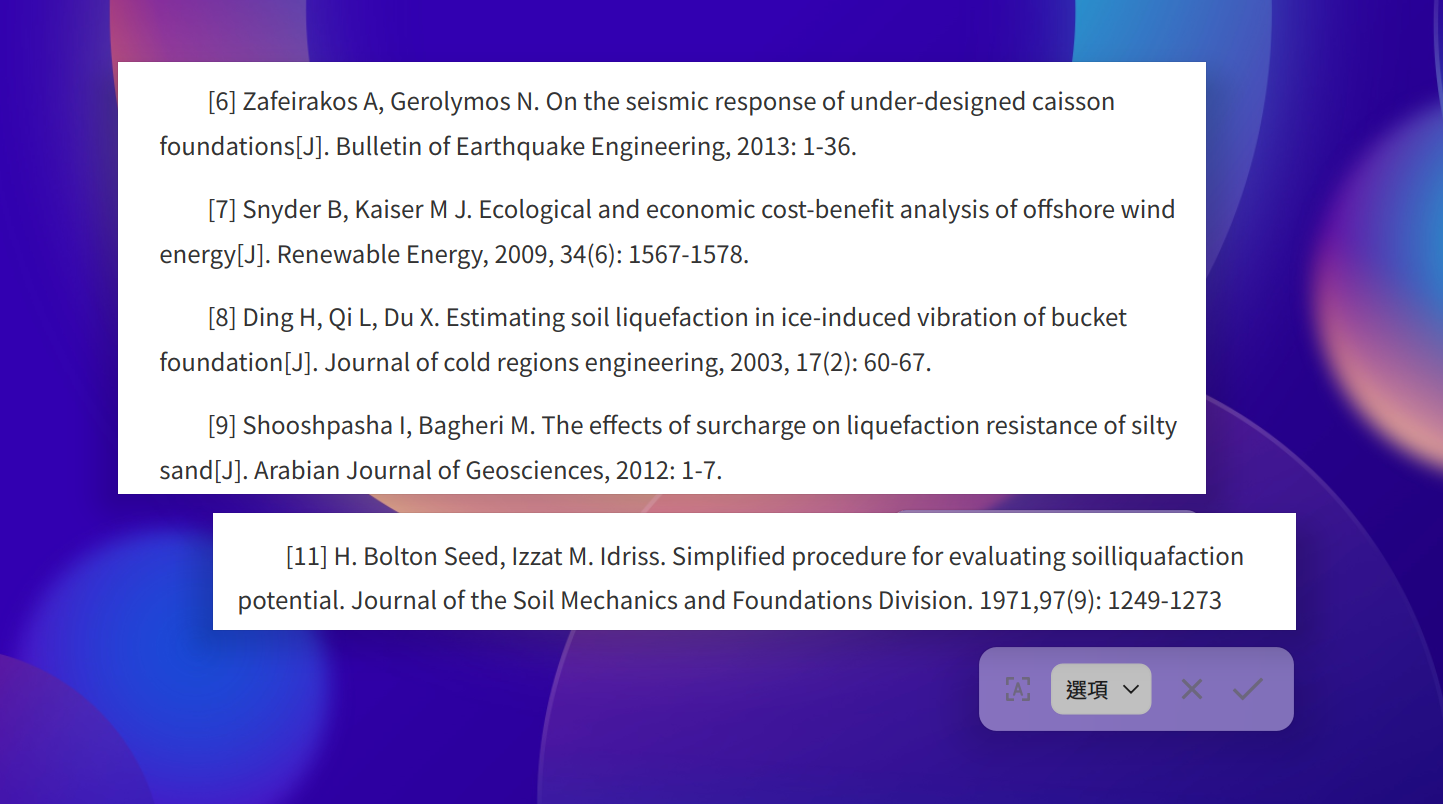 [6] Zafeirakos A, Gerolymos N. On the seismic response of under-designed caisson
foundations[J]. Bulletin of Earthquake Engineering, 2013: 1-36.
[7] Snyder B, Kaiser M J. Ecological and economic cost-benefit analysis of offshore wind
energy[J]. Renewable Energy, 2009, 34(6): 1567-1578.
[8] Ding H, Qi L, Du X. Estimating soil liquefaction in ice-induced vibration of bucket
foundation[J]. Journal of cold regions engineering, 2003, 17(2): 60-67.
[9] Shooshpasha I, Bagheri M. The effects of surcharge on liquefaction resistance of silty
sand[J]. Arabian Journal of Geosciences, 2012: 1-7.
[11] H. Bolton Seed, Izzat M. Idriss. Simplified procedure for evaluating soilliquafaction
potential. Journal of the Soil Mechanics and Foundations Division. 1971,97(9): 1249-1273
A 選項